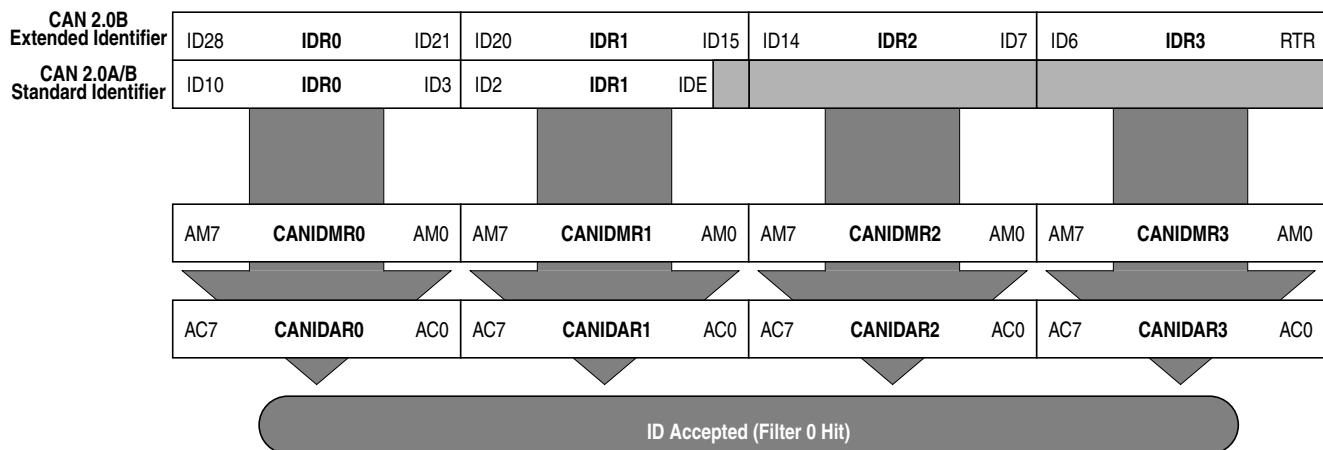 CAN 2.0B
Extended Identifier
ID28 IDR0 ID21 ID20 IDR1 ID15 ID14 IDR2 ID7 ID6 IDR3 RTR
CAN 2.0A/B
Standard Identifier
ID10 IDR0 ID3 ID2 IDR1 IDE
AM7 CANIDMR0 AM0 AM7 CANIDMR1 AM0 AM7 CANIDMR2 AM0 AM7 CANIDMR3 AM0
AC7 CANIDAR0 AC0 AC7 CANIDAR1 AC0 AC7 CANIDAR2 AC0 AC7 CANIDAR3 AC0
ID Accepted (Filter 0 Hit)